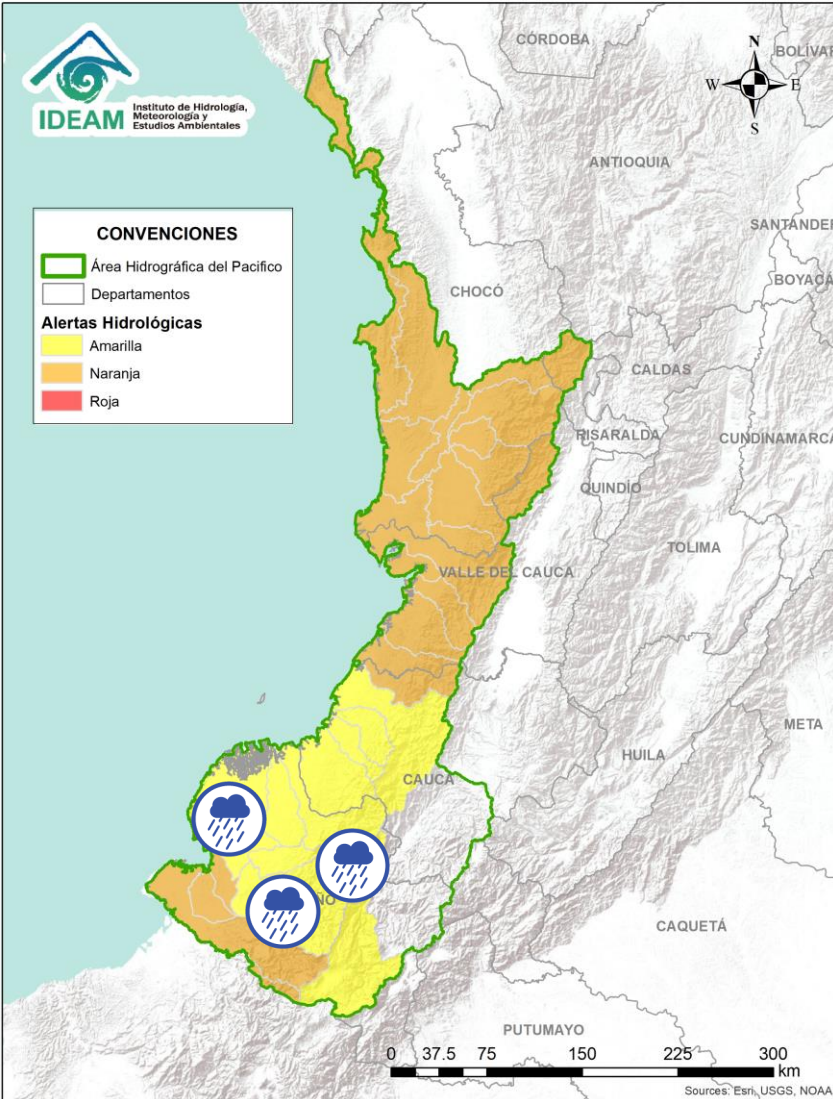 IDEAM
Instituto de Hidrología,
Meteorología y
Estudios Ambientales
CÓRDOBA
BOLÍVAR
N
W E
S
ANTIOQUIA
SANTANDER
BOYACÁ
CONVENCIONES
Área Hidrográfica del Pacifico
Departamentos
Alertas Hidrológicas
Amarilla
Naranja
Roja
CHOCÓ
CALDAS
RISARALDA
CUNDINAMARCA
QUINDÍO
TOLIMA
VALLE DEL CAUCA
META
HUILA
CAUCA
ÑO
CAQUETÁ
PUTUMAYO
0 37.5 75 150 225 300
km
Sources: Esri, USGS, NOAA